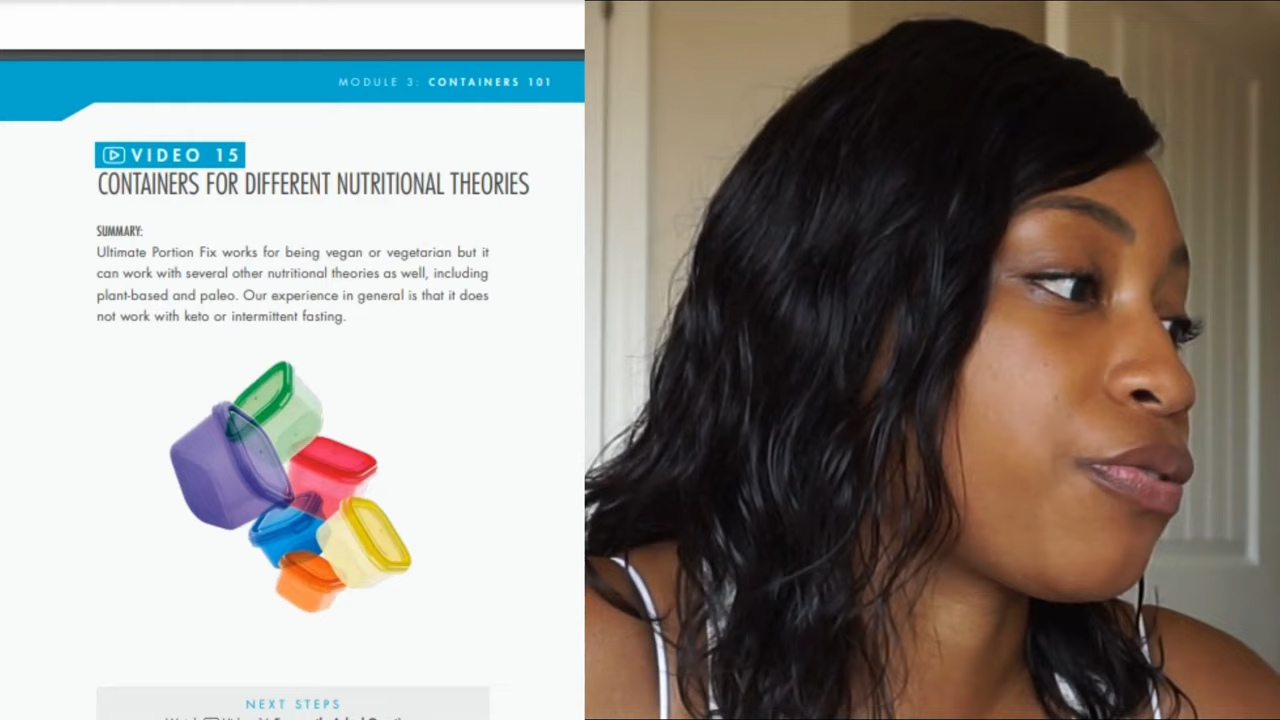 MODULE 3: CONTAINERS 101
VIDEO 15
CONTAINERS FOR DIFFERENT NUTRITIONAL THEORIES
SUMMARY:
Ultimate Portion Fix works for being vegan or vegetarian but it
can work with several other nutritional theories as well, including
plant-based and paleo. Our experience in general is that it does
not work with keto or intermittent fasting.
NEXT STEPS